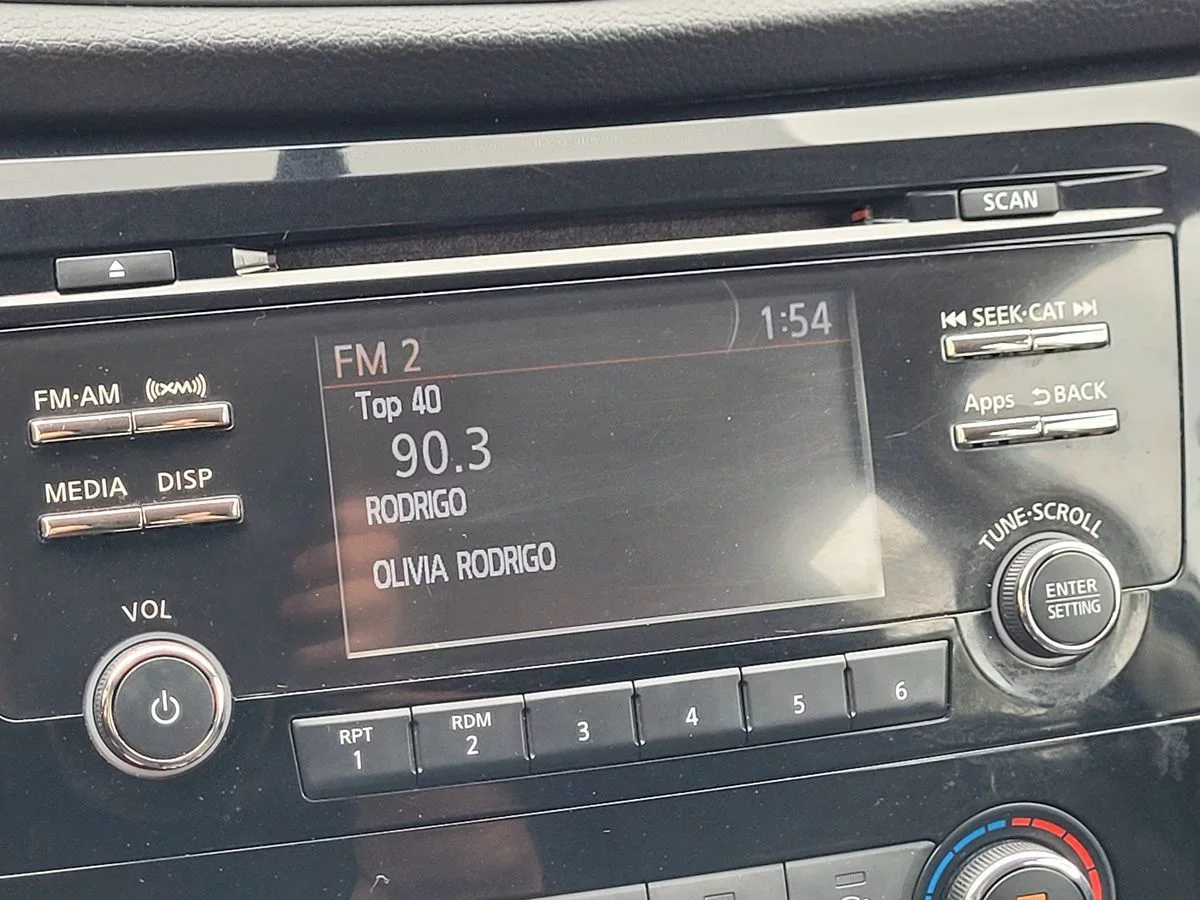 SCAN
FM 2
1:54
Top 40
90.3
RODRIGO
OLIVIA RODRIGO
FM·AM
((XM))
MEDIA
DISP
VOL
SEEK·CAT
Apps
BACK
TUNE·SCROLL
ENTER
SETTING
RPT
1
RDM
2
3
4
5
6